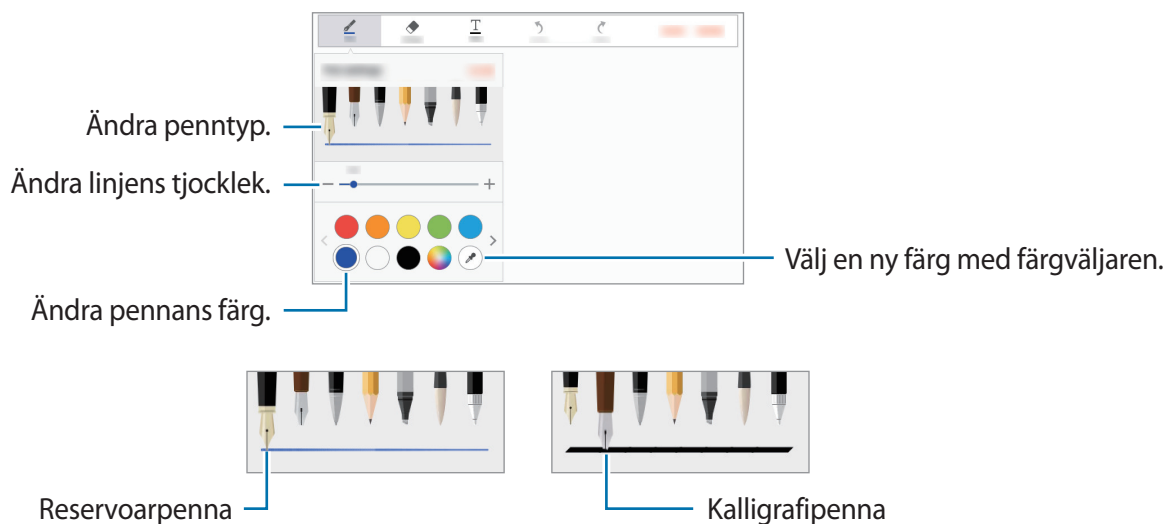 T
Ändra penntyp.
Ändra linjens tjocklek.
Välj en ny färg med färgväljaren.
Ändra pennans färg.
Reservoarpenna
Kalligrafipenna